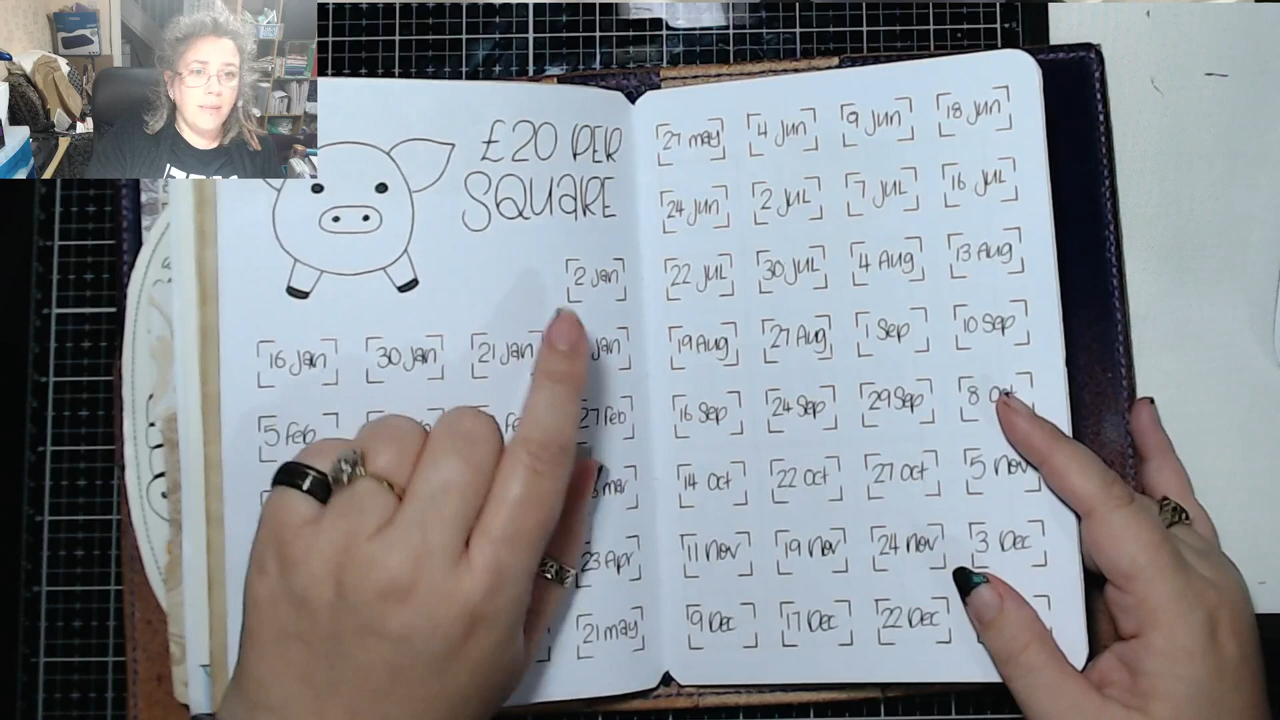 £20 PER
SQUARE
2 Jan
16 Jan 30 Jan 21 Jan Jan
5 Feb 27 Feb
mar
23 Apr
21 may
27 may 4 Jun 9 Jun 18 Jun
24 Jun 2 JUL 7 JUL 16 JUL
22 JUL 30 JUL 4 Aug 13 Aug
19 Aug 27 Aug 1 Sep 10 Sep
16 Sep 24 Sep 29 Sep 8 Oct
14 Oct 22 Oct 27 Oct 5 nov
11 nov 19 nov 24 nov 3 Dec
9 Dec 17 Dec 22 Dec